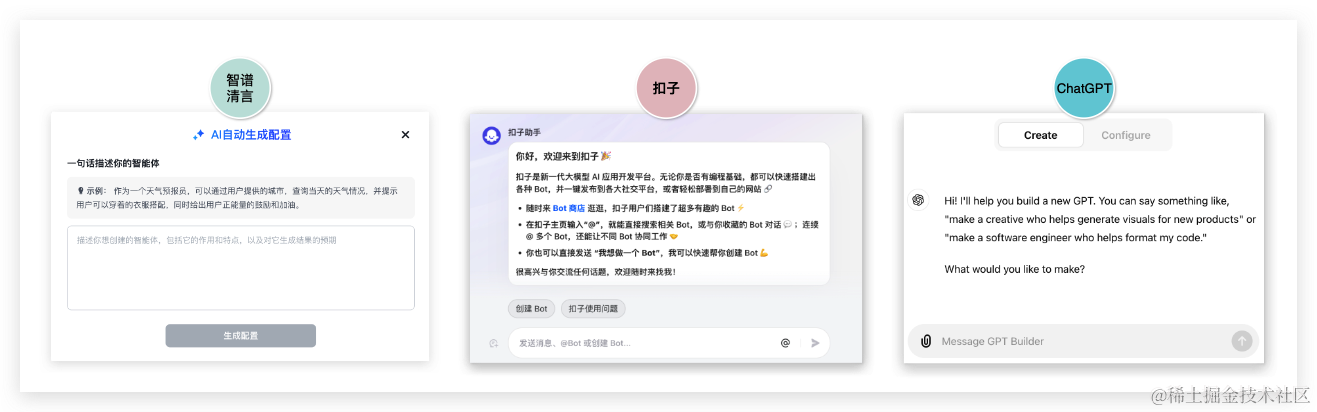 智谱
清言
AI自动生成配置
一句话描述你的智能体
示例： 作为一个天气预报员，可以通过用户提供的城市，查询当天的天气情况，并提示
用户可以穿着的衣服搭配，同时给出用户正能量的鼓励和加油。
描述你想创建的智能体，包括它的作用和特点，以及对它生成结果的预期
生成配置
扣子
扣子助手
你好，欢迎来到扣子🎉
扣子是新一代大模型 AI 应用开发平台。无论你是否有编程基础，都可以快速搭建出
各种 Bot，并一键发布到各大社交平台，或者轻松部署到自己的网站 🔗
• 随时来 Bot 商店 逛逛，扣子用户们搭建了超多有趣的 Bot ⚡
• 在扣子主页输入“@”，就能直接搜索相关 Bot，或与你收藏的 Bot 对话 💬；连续
@ 多个 Bot，还能让不同 Bot 协同工作 🤝
• 你也可以直接发送 “我想做一个 Bot”，我可以快速帮你创建 Bot 💪
很高兴与你交流任何话题，欢迎随时来找我！
创建 Bot
扣子使用问题
发送消息、@Bot 或创建 Bot...
@
ChatGPT
Create
Configure
Hi! I'll help you build a new GPT. You can say something like,
"make a creative who helps generate visuals for new products" or
"make a software engineer who helps format my code."
What would you like to make?
Message GPT Builder
@稀土掘金技术社区